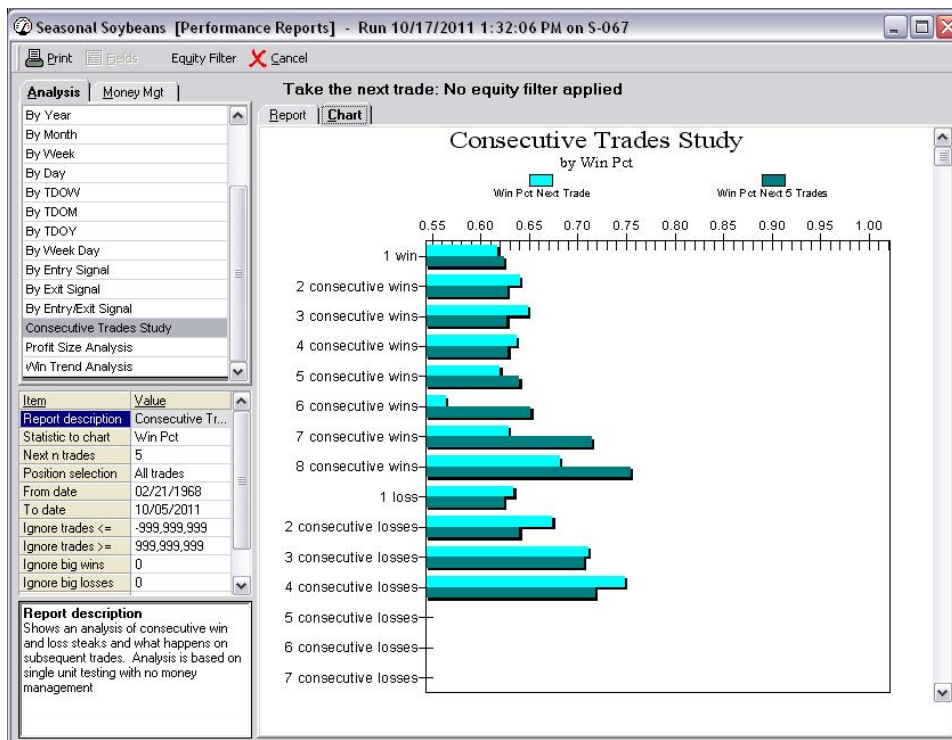 Seasonal Soybeans [Performance Reports] - Run 10/17/2011 1:32:06 PM on S-067
Print Fields Equity Filter Cancel
Analysis Money Mgt
By Year
By Month
By Week
By Day
By TDOW
By TDOM
By TDOY
By Week Day
By Entry Signal
By Exit Signal
By Entry/Exit Signal
Consecutive Trades Study
Profit Size Analysis
Win Trend Analysis
Item Value
Report description Consecutive Tr...
Statistic to chart Win Pct
Next n trades 5
Position selection All trades
From date 02/21/1968
To date 10/05/2011
Ignore trades <= -999,999,999
Ignore trades >= 999,999,999
Ignore big wins 0
Ignore big losses 0
Report description
Shows an analysis of consecutive win
and loss steaks and what happens on
subsequent trades. Analysis is based on
single unit testing with no money
management
Take the next trade: No equity filter applied
Report Chart
Consecutive Trades Study
by Win Pct
Win Pct Next Trade Win Pct Next 5 Trades
0.55 0.60 0.65 0.70 0.75 0.80 0.85 0.90 0.95 1.00
1 win
2 consecutive wins
3 consecutive wins
4 consecutive wins
5 consecutive wins
6 consecutive wins
7 consecutive wins
8 consecutive wins
1 loss
2 consecutive losses
3 consecutive losses
4 consecutive losses
5 consecutive losses
6 consecutive losses
7 consecutive losses